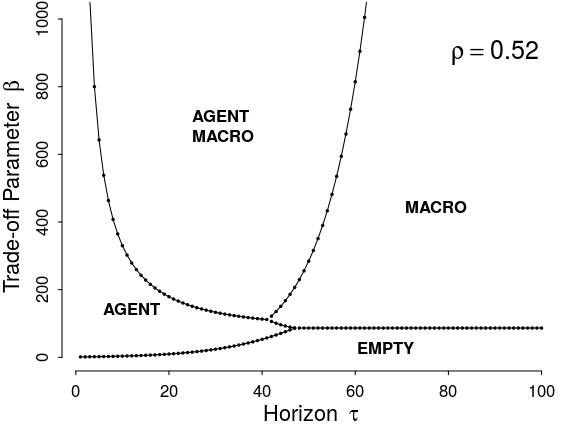 ρ = 0.52
Trade-off Parameter β
1000
800
600
400
200
0
AGENT
MACRO
MACRO
AGENT
EMPTY
0 20 40 60 80 100
Horizon τ